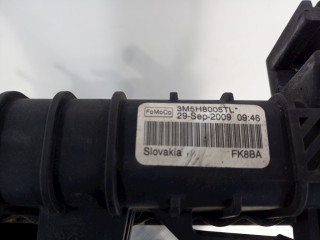 FoMoCo
3M5H8005TL*
29-Sep-2009 09:46
Slovakia FK8BA